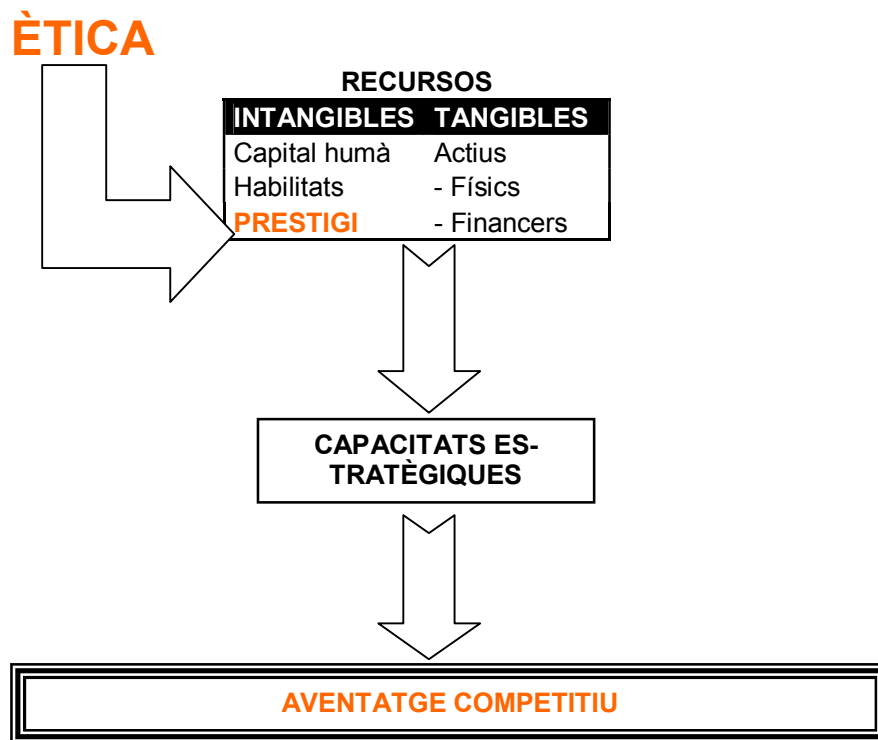 ÈTICA
RECURSOS
INTANGIBLES TANGIBLES
Capital humà Actius
Habilitats - Físics
PRESTIGI - Financers
CAPACITATS ES-
TRATÈGIQUES
AVENTATGE COMPETITIU